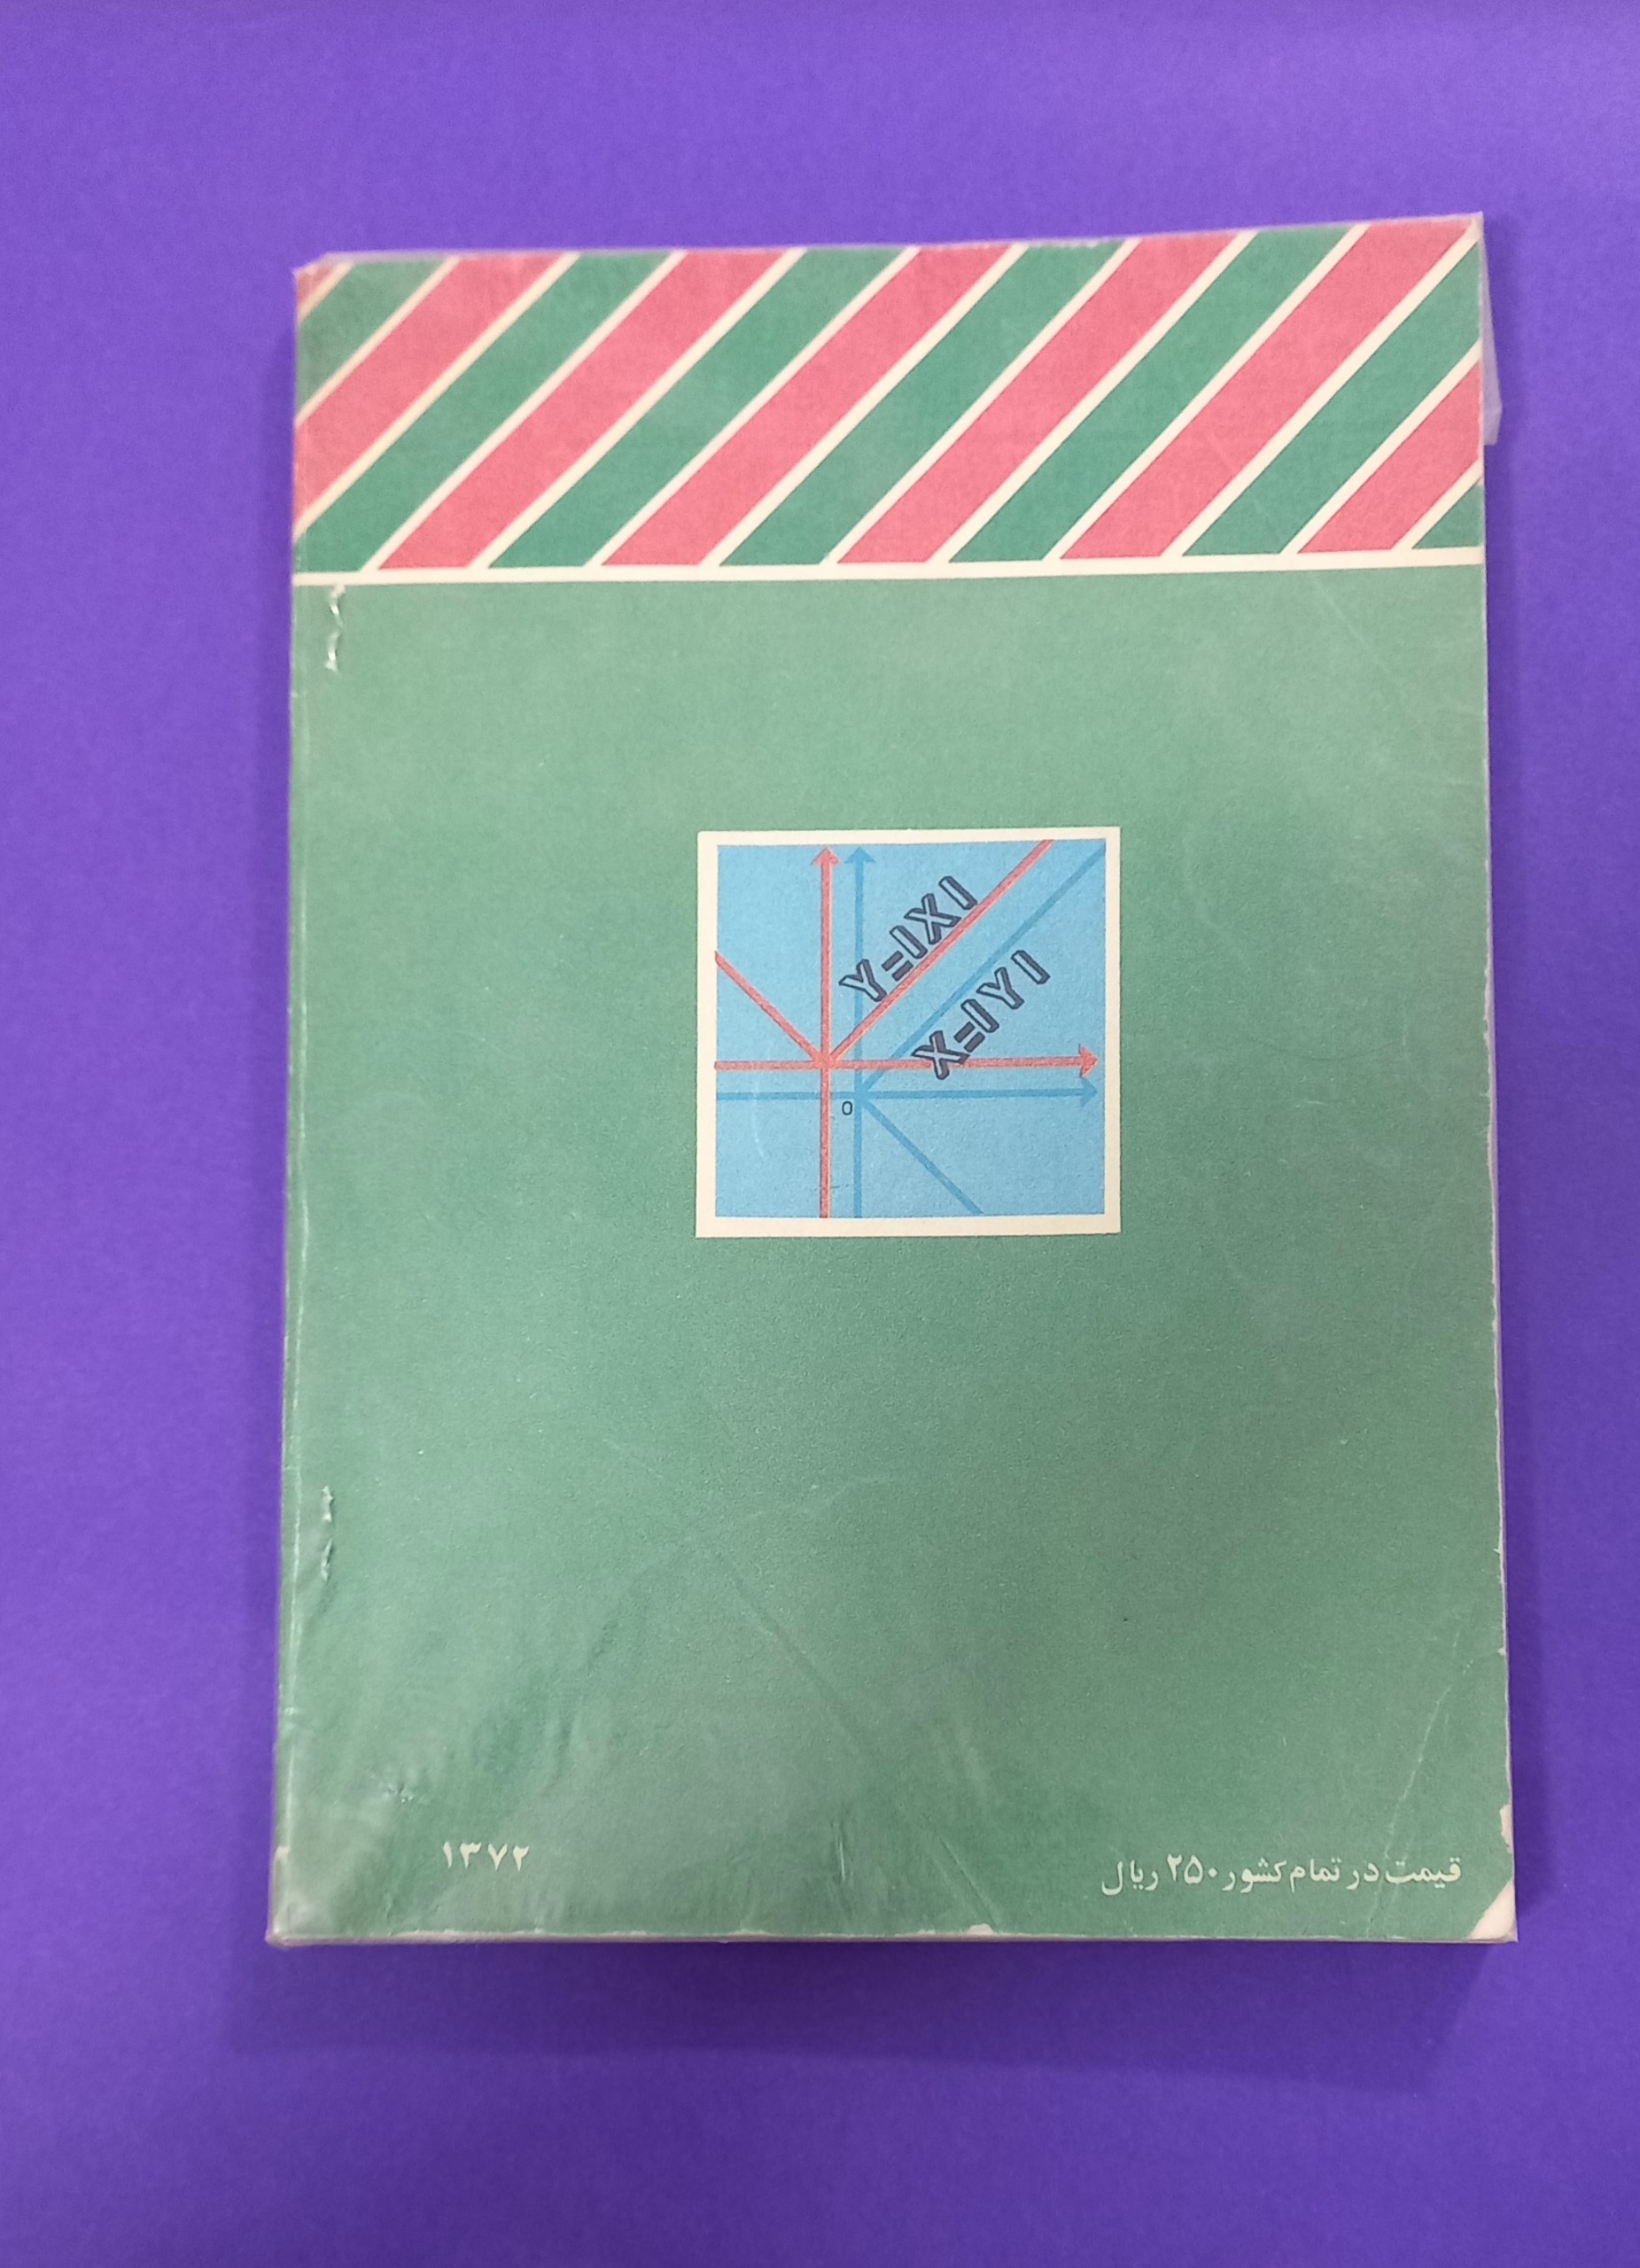 Y=|X|
X=|Y|
0
قیمت در تمام کشور ۲۵۰ ریال
۱۳۷۲